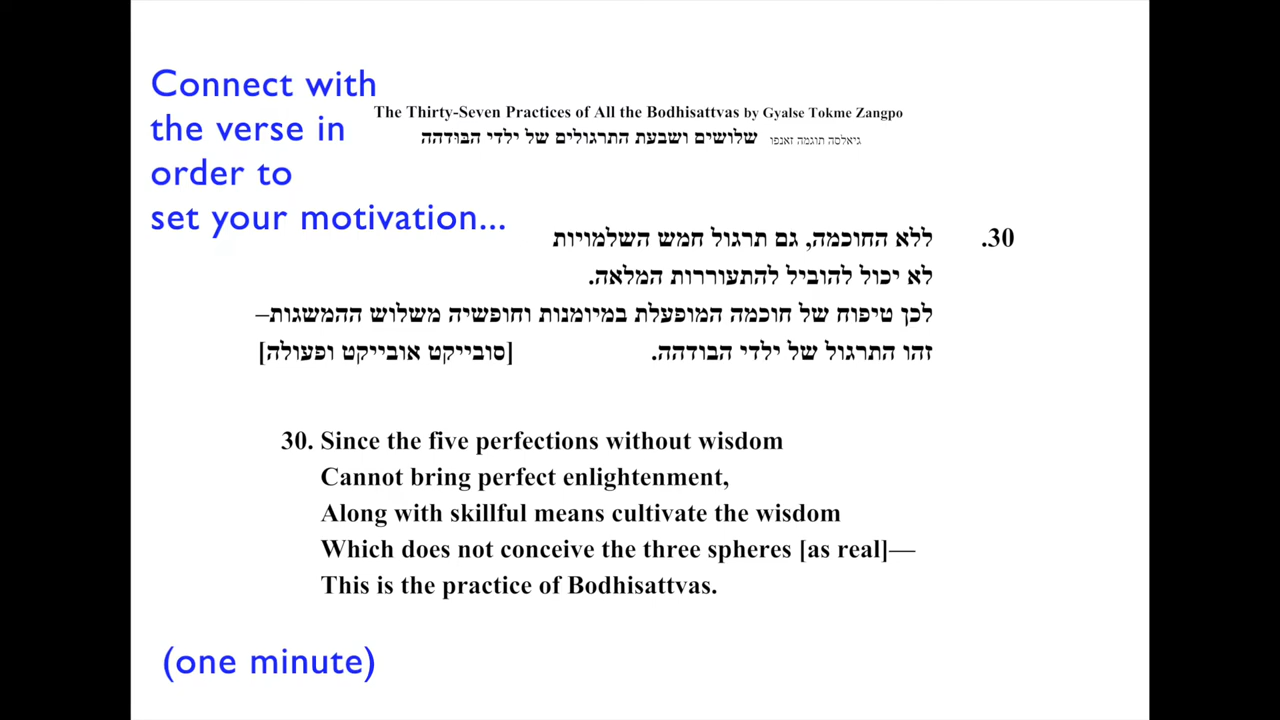 Connect with
the verse in
order to
set your motivation...
The Thirty-Seven Practices of All the Bodhisattvas by Gyalse Tokme Zangpo
שלושים ושבעת התרגולים של ילדי הבּוּדהה גיאלסה תוגמה זאנפו
30. ללא החוכמה, גם תרגול חמש השלמויות
לא יכול להוביל להתעוררות המלאה.
לכן טיפוח של חוכמה המופעלת במיומנות וחופשיה משלוש ההמשגות–
זהו התרגול של ילדי הבודהה. [סובייקט אובייקט ופעולה]
30. Since the five perfections without wisdom
Cannot bring perfect enlightenment,
Along with skillful means cultivate the wisdom
Which does not conceive the three spheres [as real]—
This is the practice of Bodhisattvas.
(one minute)